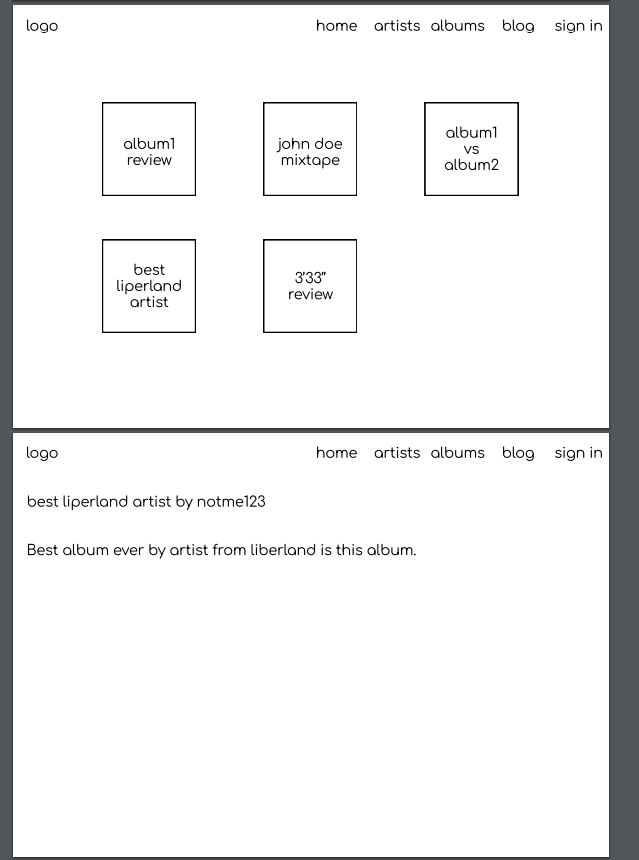 logo home artists albums blog sign in
album1
review
john doe
mixtape
album1
vs
album2
best
liperland
artist
3'33"
review
logo home artists albums blog sign in
best liperland artist by notme123
Best album ever by artist from liberland is this album.